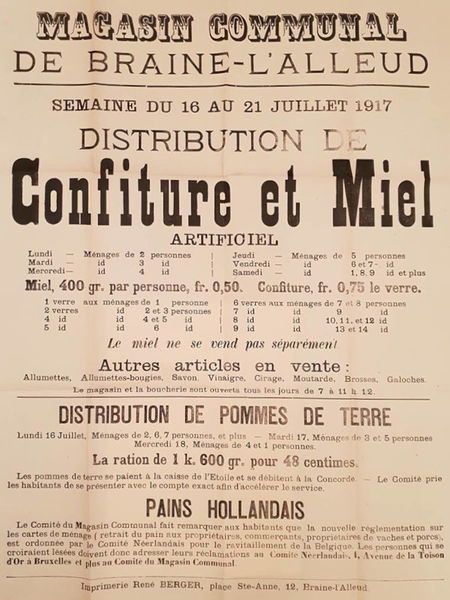 MAGASIN COMMUNAL
DE BRAINE-L'ALLEUD
SEMAINE DU 16 AU 21 JUILLET 1917
DISTRIBUTION DE
Confiture et Miel
ARTIFICIEL
Lundi — Ménages de 2 personnes | Jeudi — Ménages de 5 personnes
Mardi — id 3 id | Vendredi — id 6 et 7 - id
Mercredi — id 4 id | Samedi — id 1, 8, 9 id et plus
Miel, 400 gr. par personne, fr. 0,50. Confiture, fr. 0,75 le verre.
1 verre aux ménages de 1 personne | 6 verres aux ménages de 7 et 8 personnes
2 verres id 2 et 3 personnes | 7 id id 9 id
4 id id 4 et 5 id | 8 id id 10, 11, et 12 id
5 id id 6 id | 9 id id 13 et 14 id
Le miel ne se vend pas séparément
Autres articles en vente :
Allumettes, Allumettes-bougies, Savon, Vinaigre, Cirage, Moutarde, Brosses, Galoches.
Le magasin et la boucherie sont ouverts tous les jours de 7 à 11 ½ 12.
DISTRIBUTION DE POMMES DE TERRE
Lundi 16 Juillet, Ménages de 2, 6, 7 personnes, et plus — Mardi 17, Ménages de 3 et 5 personnes
Mercredi 18, Ménages de 4 et 1 personnes.
La ration de 1 k. 600 gr. pour 48 centimes.
Les pommes de terre se paient à la caisse de l'Etoile et se débitent à la Concorde — Le Comité prie
les habitants de se présenter avec le compte exact afin d'accélérer le service.
PAINS HOLLANDAIS
Le Comité du Magasin Communal fait remarquer aux habitants que la nouvelle réglementation sur
les cartes de ménage ( retrait du pain aux propriétaires, commerçants, propriétaires de vaches et porcs),
est ordonnée par le Comité Néerlandais pour le ravitaillement de la Belgique. Les personnes qui se
croiraient lésées doivent donc adresser leurs réclamations au Comité Néerlandais, 1, Avenue de la Toison
d'Or à Bruxelles et plus au Comité du Magasin Communal.
Imprimerie René BERGER, place Ste-Anne, 12, Braine-l'Alleud.